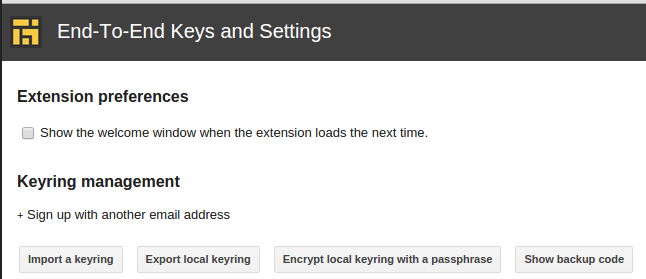 End-To-End Keys and Settings
Extension preferences
Show the welcome window when the extension loads the next time.
Keyring management
+ Sign up with another email address
Import a keyring Export local keyring Encrypt local keyring with a passphrase Show backup code